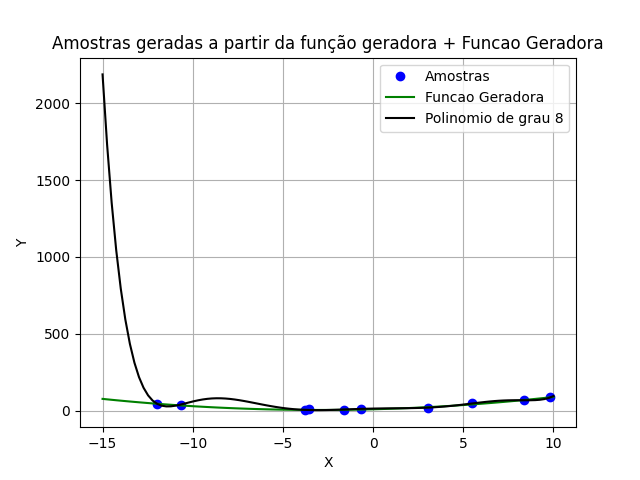 Amostras geradas a partir da função geradora + Funcao Geradora
Amostras
Funcao Geradora
Polinomio de grau 8
2000
1500
1000
500
0
Y
−15
−10
−5
0
5
10
X